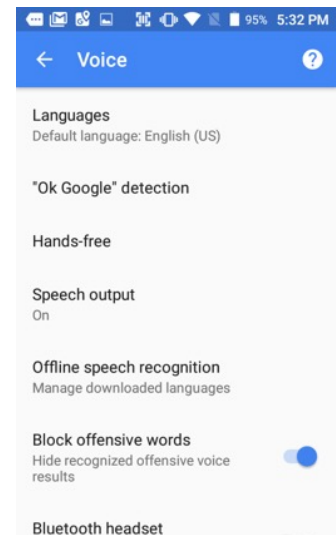 95% 5:32 PM
Voice
Languages
Default language: English (US)
"Ok Google" detection
Hands-free
Speech output
On
Offline speech recognition
Manage downloaded languages
Block offensive words
Hide recognized offensive voice
results
Bluetooth headset